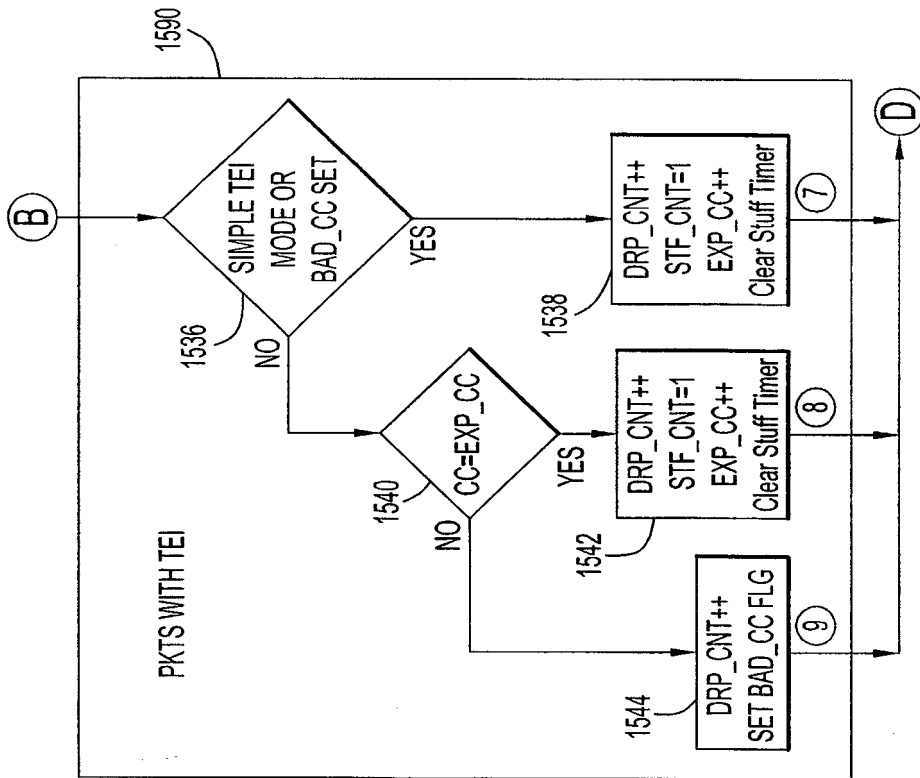 B
1590
PKTS WITH TEI
SIMPLE TEI
MODE OR
BAD_CC SET
1536
NO
YES
CC=EXP_CC
1540
NO
YES
1544
DRP_CNT++
SET BAD_CC FLG
9
1542
DRP_CNT++
STF_CNT=1
EXP_CC++
Clear Stuff Timer
8
1538
DRP_CNT++
STF_CNT=1
EXP_CC++
Clear Stuff Timer
7
D